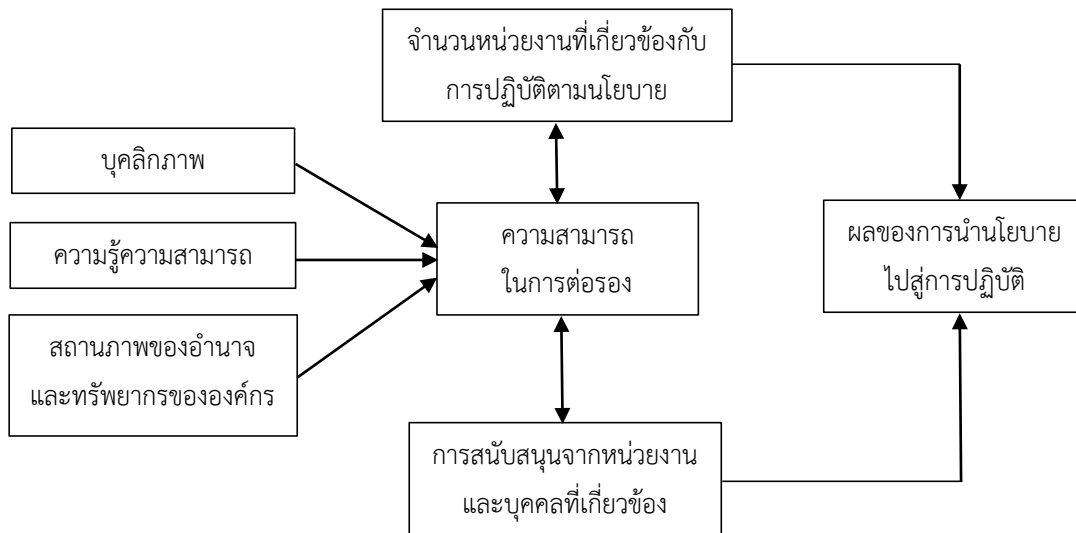 จำนวนหน่วยงานที่เกี่ยวข้องกับ
การปฏิบัติตามนโยบาย
บุคลิกภาพ
ความรู้ความสามารถ
สถานภาพของอำนาจ
และทรัพยากรขององค์กร
ความสามารถ
ในการต่อรอง
ผลของการนำนโยบาย
ไปสู่การปฏิบัติ
การสนับสนุนจากหน่วยงาน
และบุคคลที่เกี่ยวข้อง